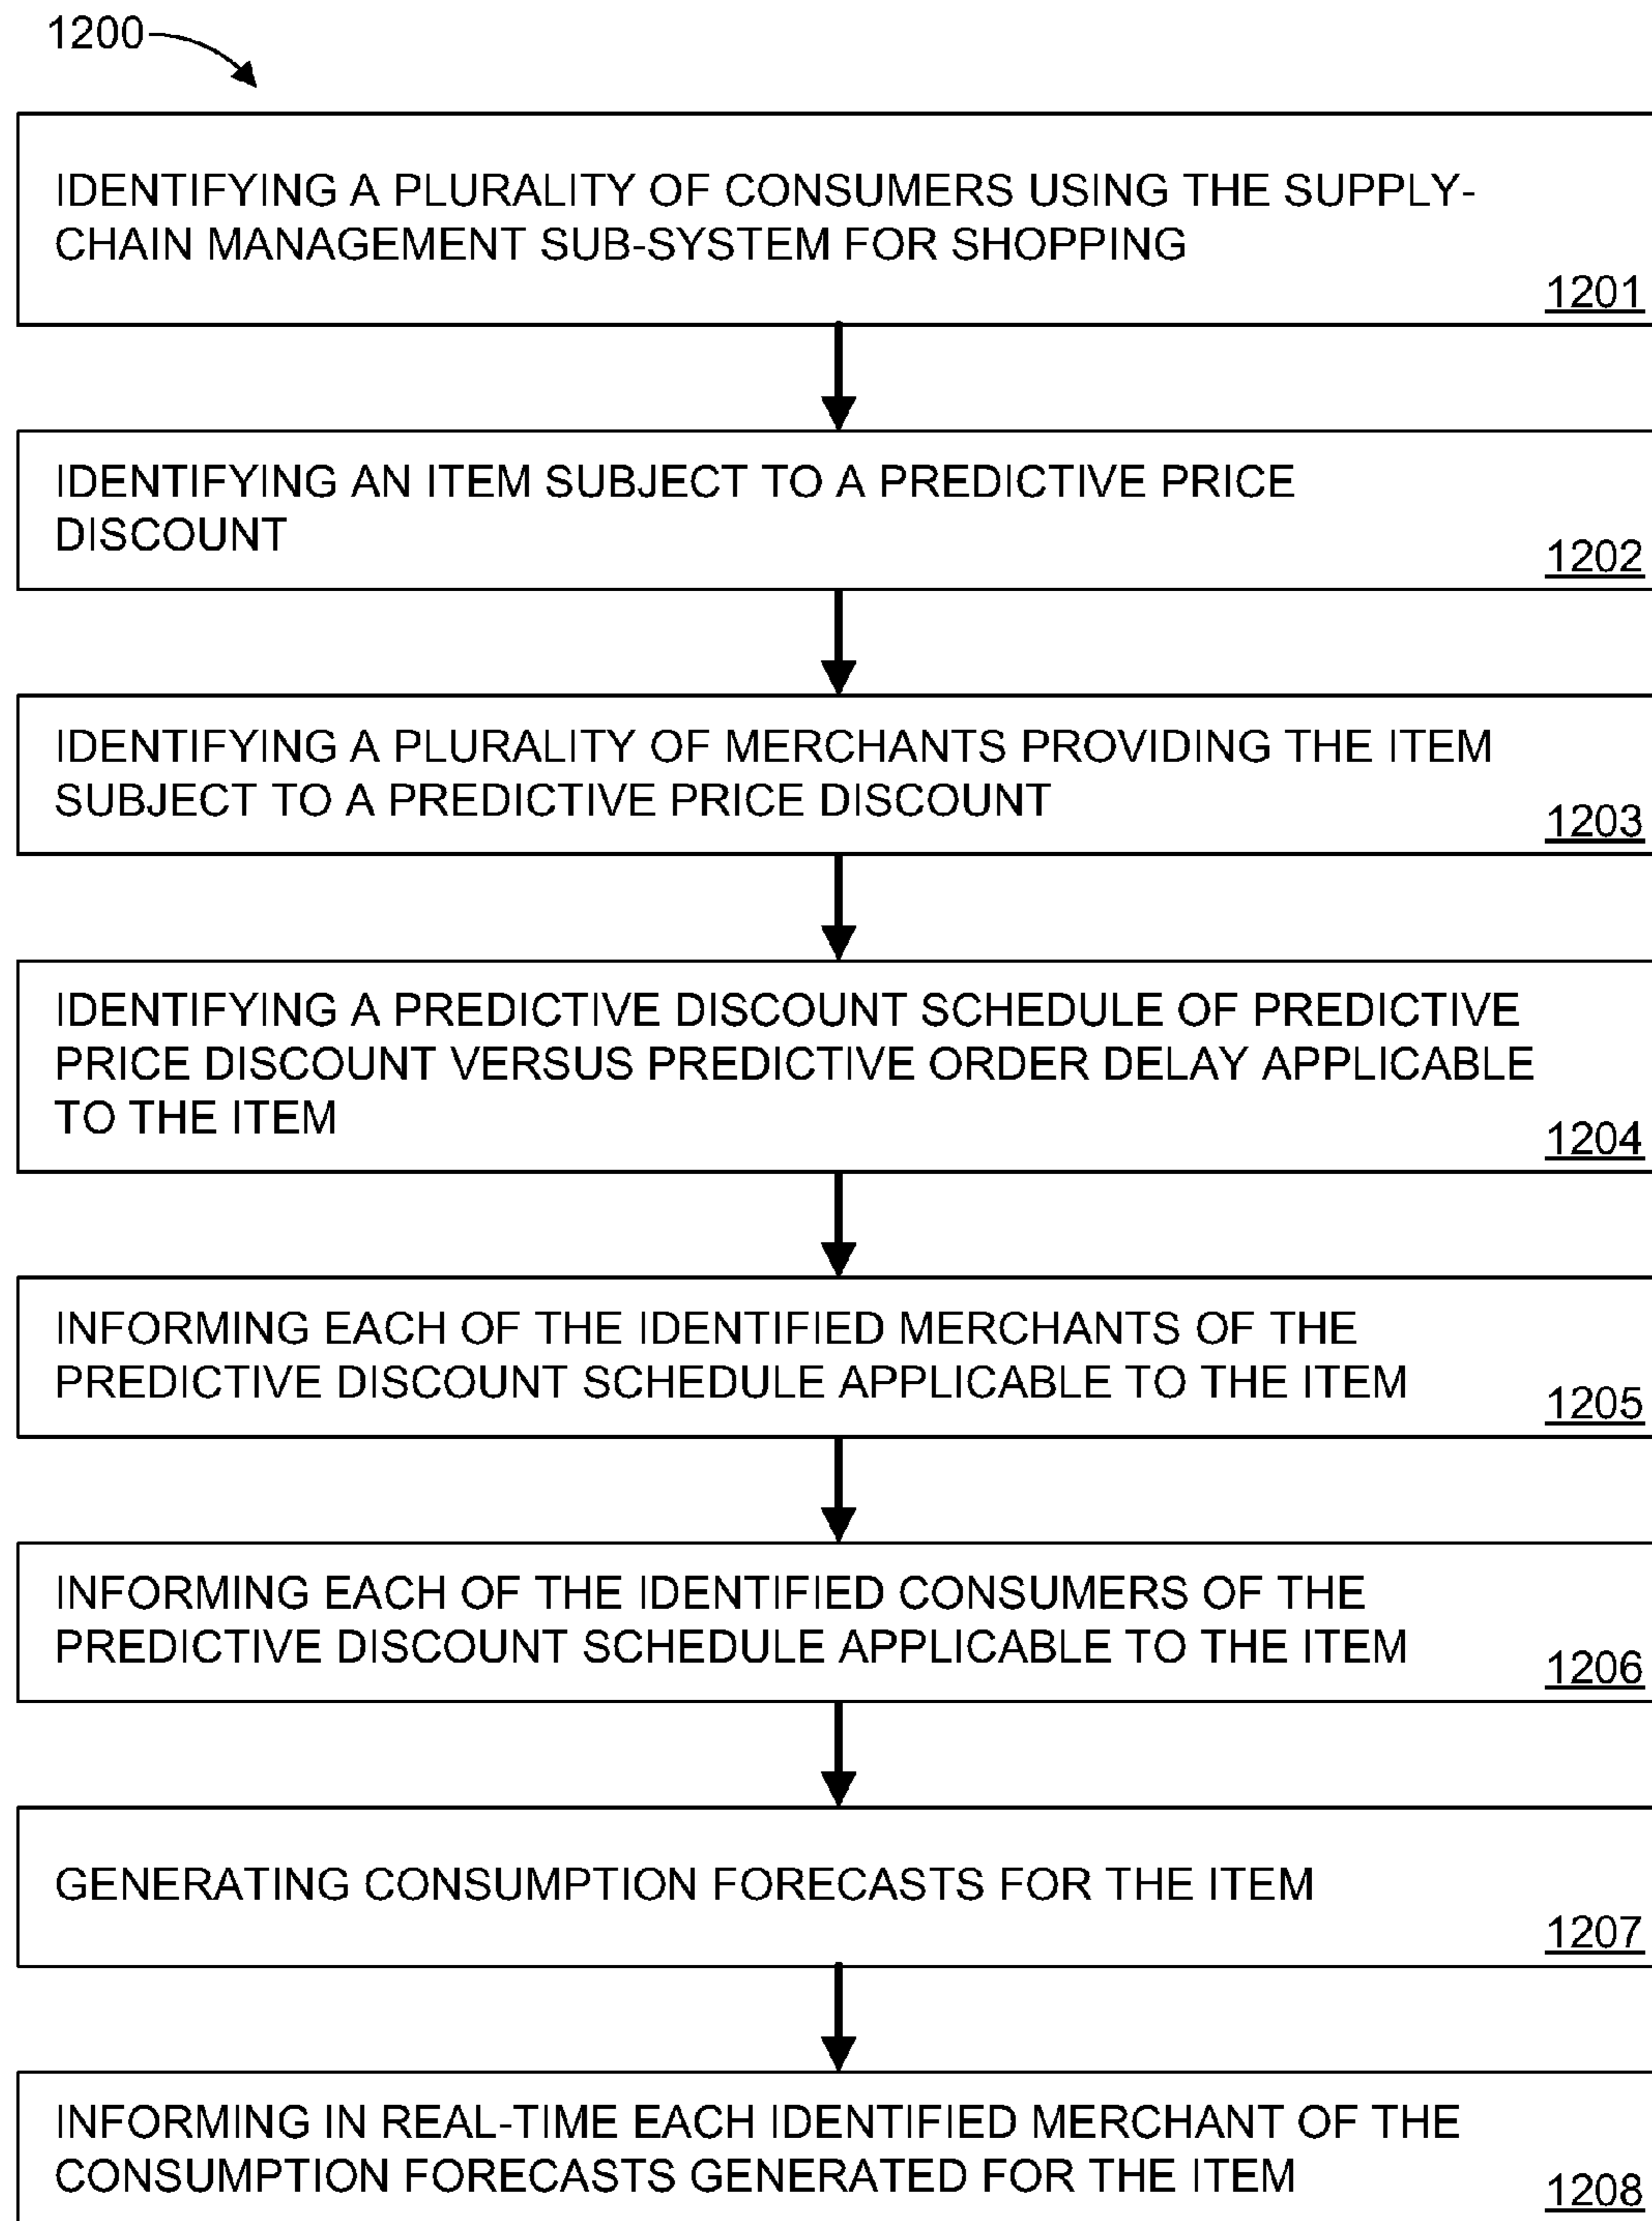 1200
IDENTIFYING A PLURALITY OF CONSUMERS USING THE SUPPLY-
CHAIN MANAGEMENT SUB-SYSTEM FOR SHOPPING
1201
IDENTIFYING AN ITEM SUBJECT TO A PREDICTIVE PRICE
DISCOUNT
1202
IDENTIFYING A PLURALITY OF MERCHANTS PROVIDING THE ITEM
SUBJECT TO A PREDICTIVE PRICE DISCOUNT
1203
IDENTIFYING A PREDICTIVE DISCOUNT SCHEDULE OF PREDICTIVE
PRICE DISCOUNT VERSUS PREDICTIVE ORDER DELAY APPLICABLE
TO THE ITEM
1204
INFORMING EACH OF THE IDENTIFIED MERCHANTS OF THE
PREDICTIVE DISCOUNT SCHEDULE APPLICABLE TO THE ITEM
1205
INFORMING EACH OF THE IDENTIFIED CONSUMERS OF THE
PREDICTIVE DISCOUNT SCHEDULE APPLICABLE TO THE ITEM
1206
GENERATING CONSUMPTION FORECASTS FOR THE ITEM
1207
INFORMING IN REAL-TIME EACH IDENTIFIED MERCHANT OF THE
CONSUMPTION FORECASTS GENERATED FOR THE ITEM
1208